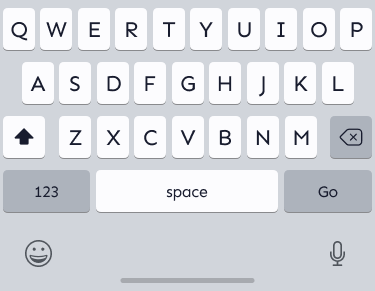 Q W E R T Y U I O P
A S D F G H J K L
Z X C V B N M
123 space Go